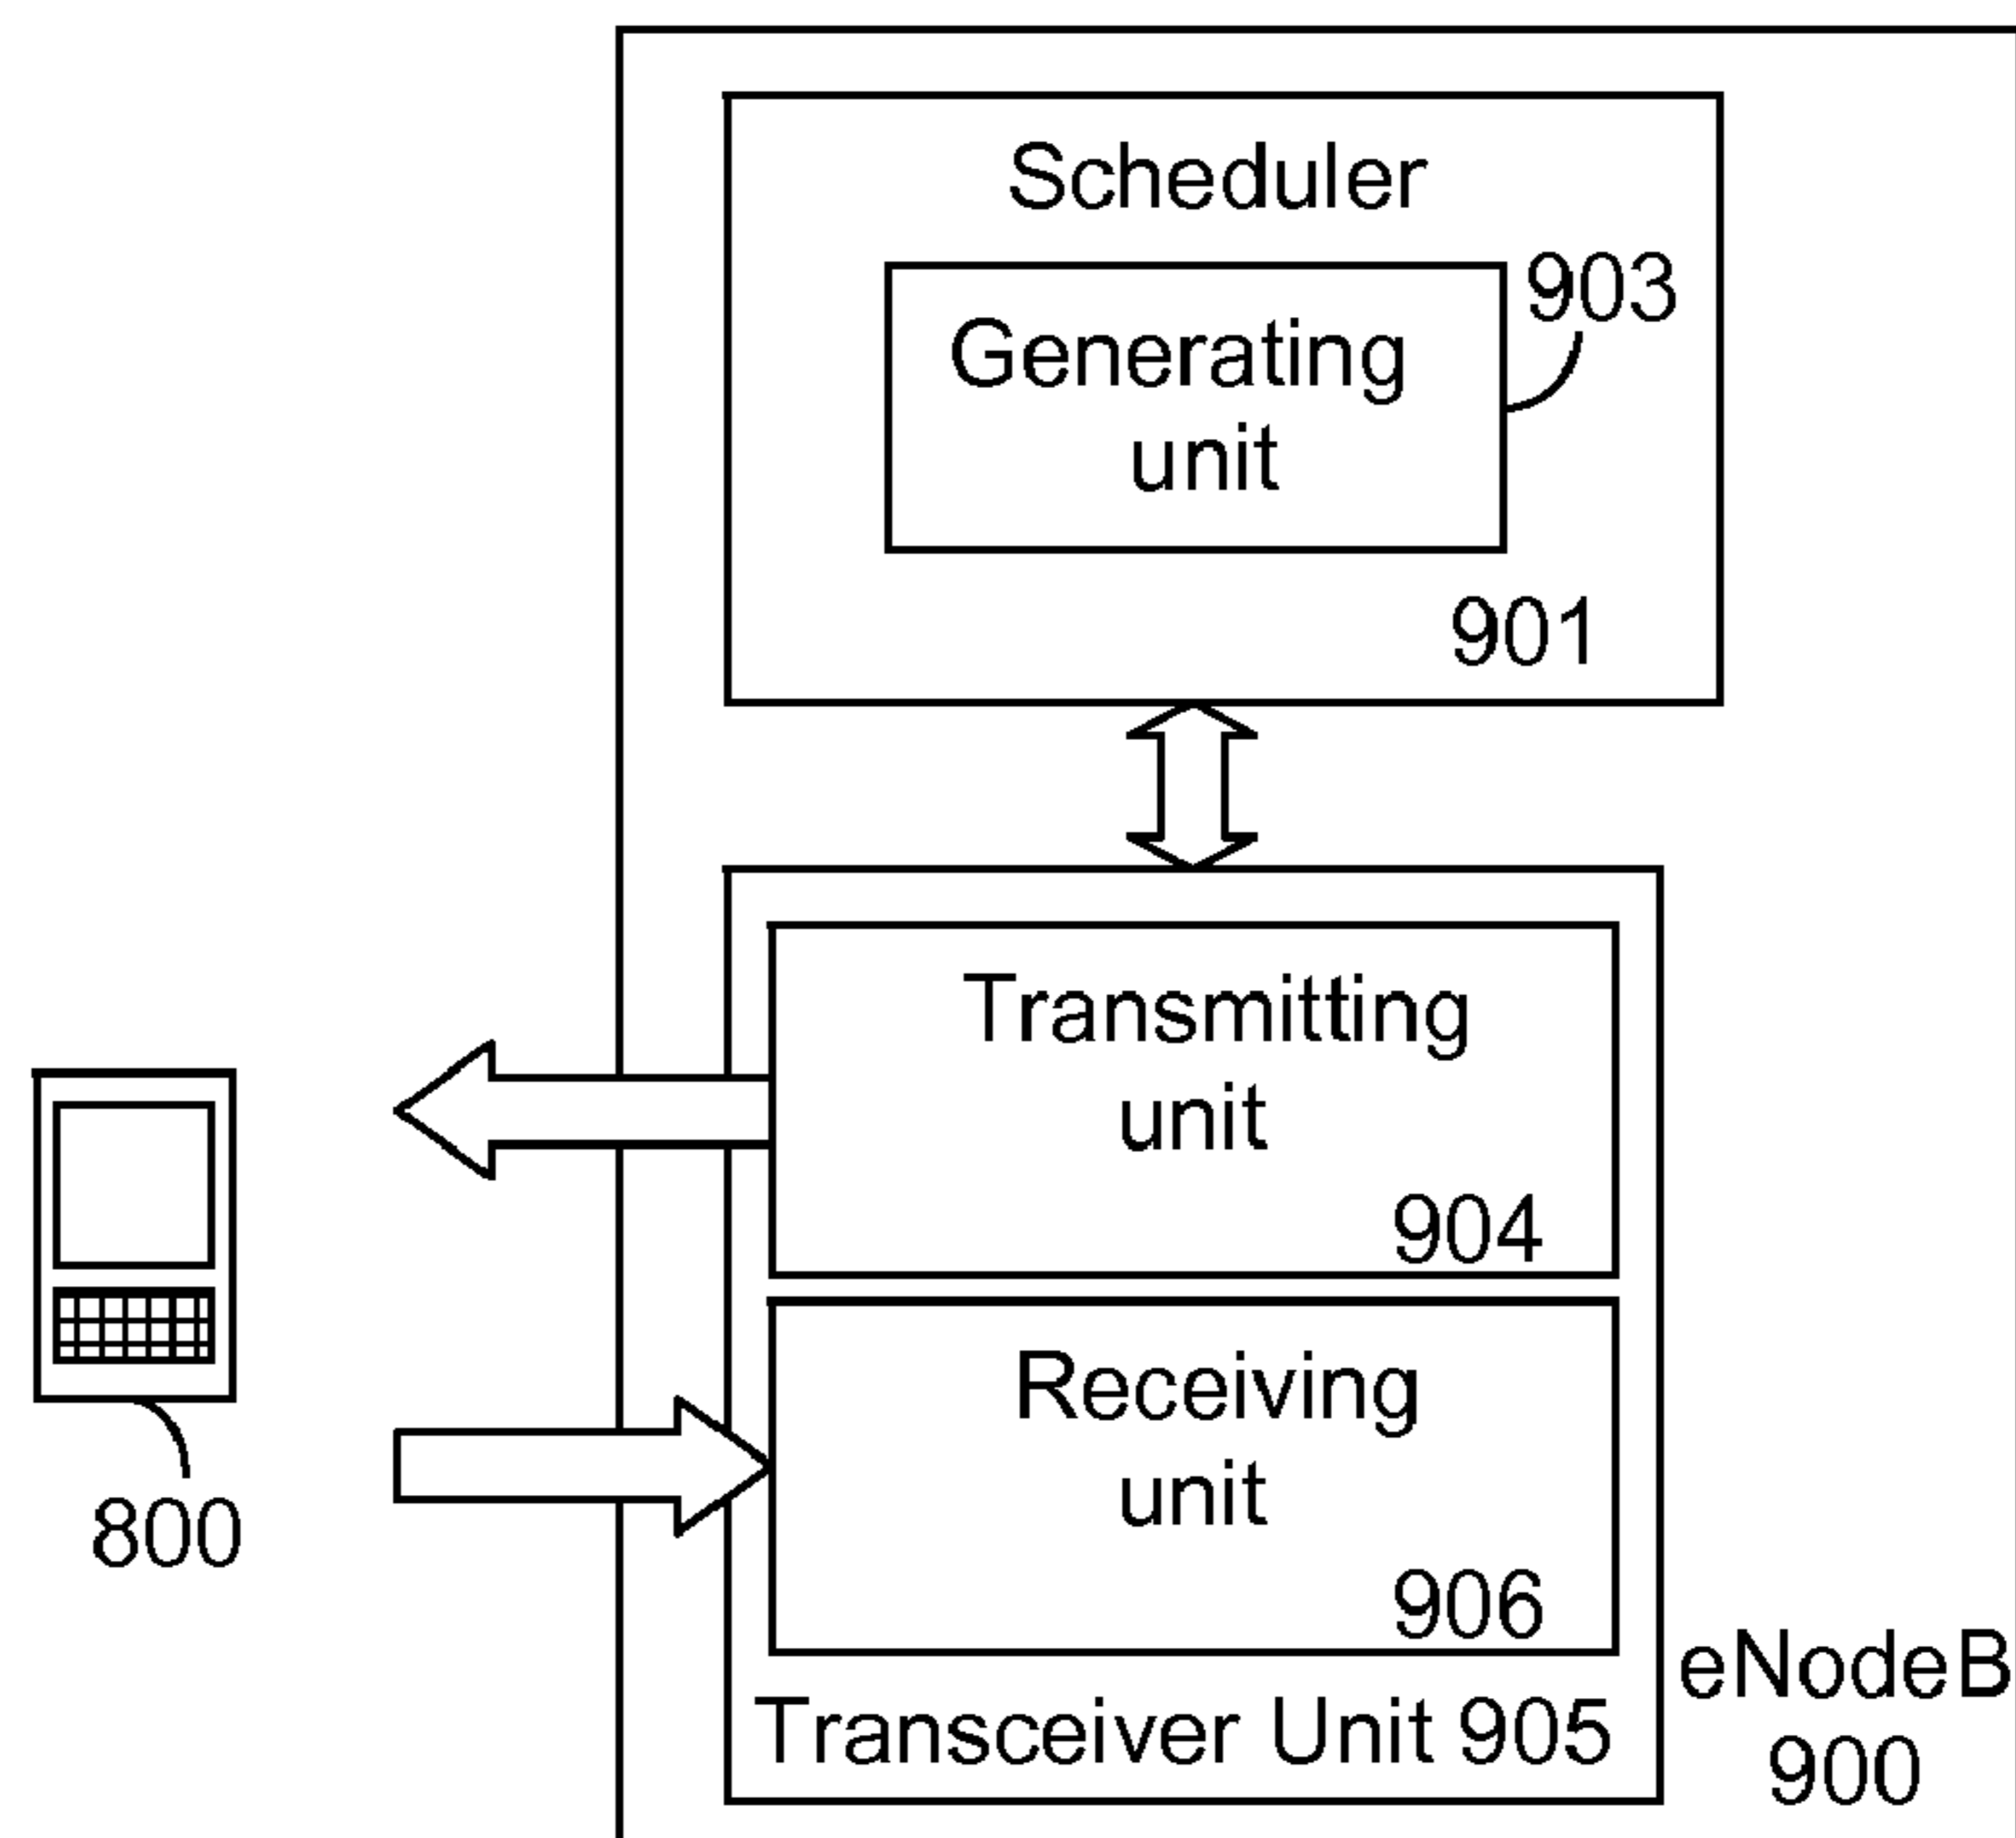 Scheduler
903
Generating
unit
901
Transmitting
unit
904
800
Receiving
unit
906
Transceiver Unit 905
eNodeB
900